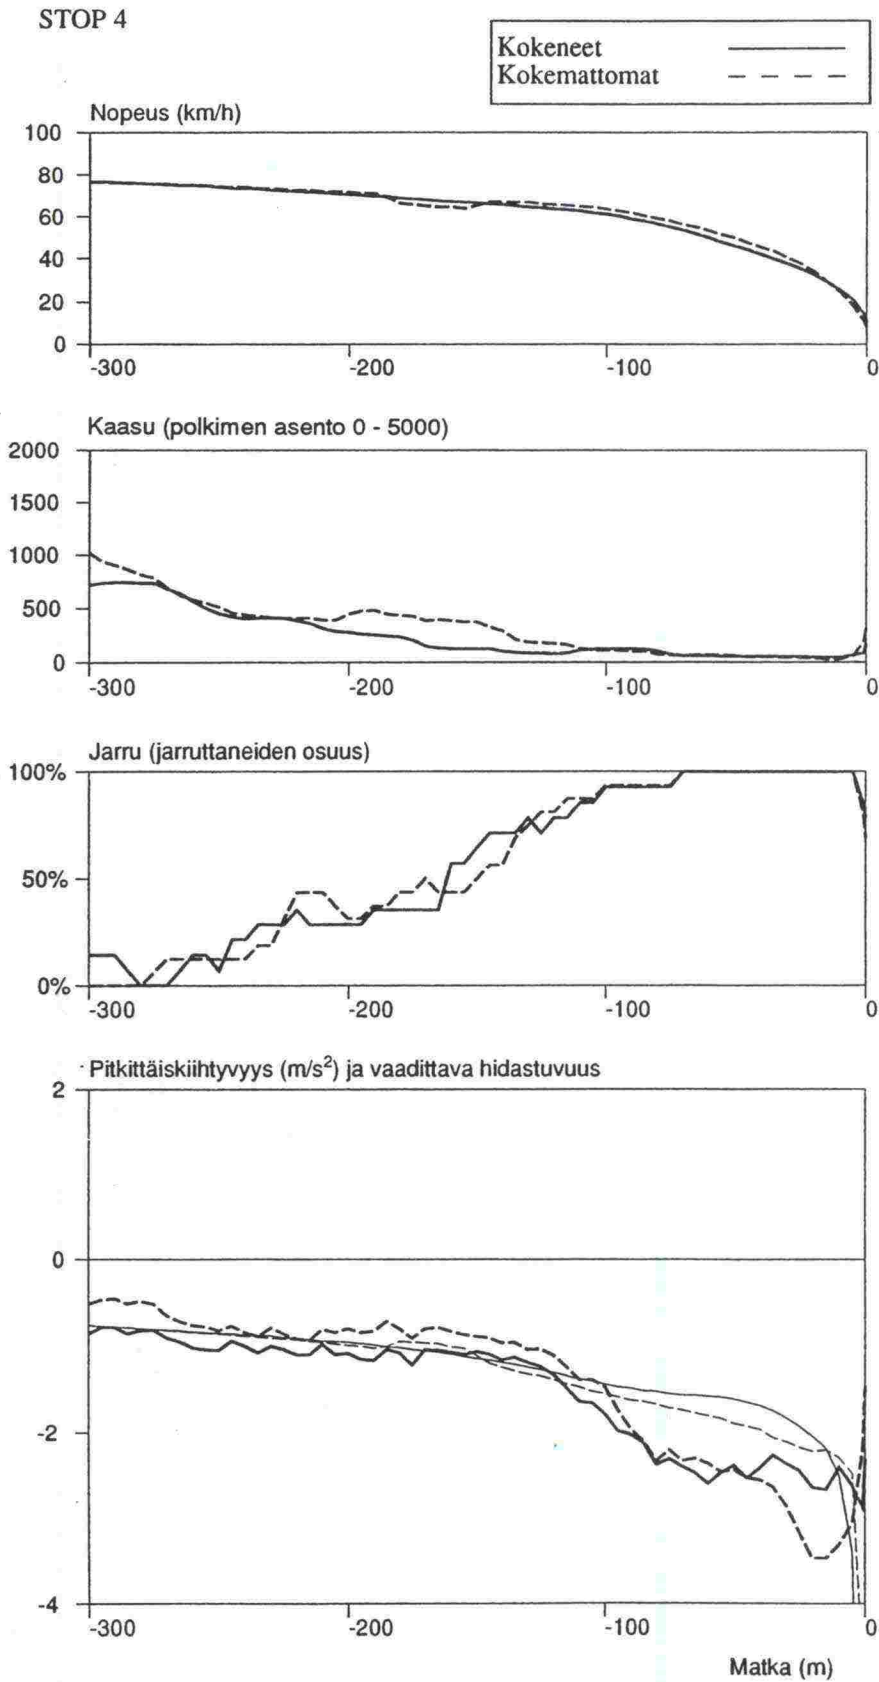 STOP 4
Kokeneet
Kokemattomat
Nopeus (km/h)
100
80
60
40
20
0
-300 -200 -100 0
Kaasu (polkimen asento 0 - 5000)
2000
1500
1000
500
0
-300 -200 -100 0
Jarru (jarruttaneiden osuus)
100%
50%
0%
-300 -200 -100 0
Pitkittäiskiihtyvyys (m/s²) ja vaadittava hidastuvuus
2
0
-2
-4
-300 -200 -100 0
Matka (m)